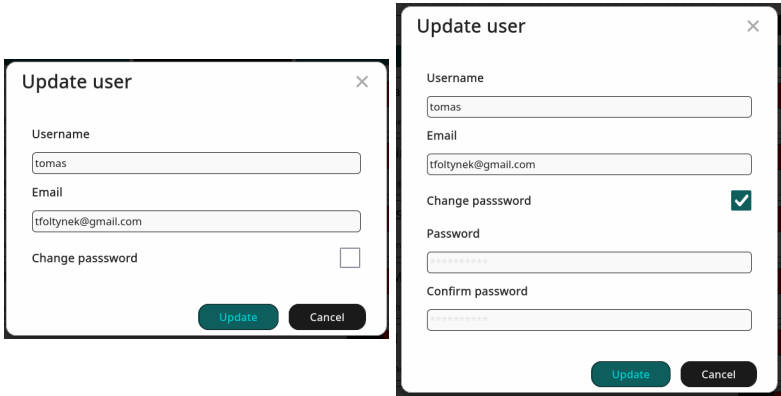 Update user
Username
tomas
Email
tfoltynek@gmail.com
Change passsword
Update Cancel
Update user
Username
tomas
Email
tfoltynek@gmail.com
Change passsword
Password
**********
Confirm password
**********
Update Cancel